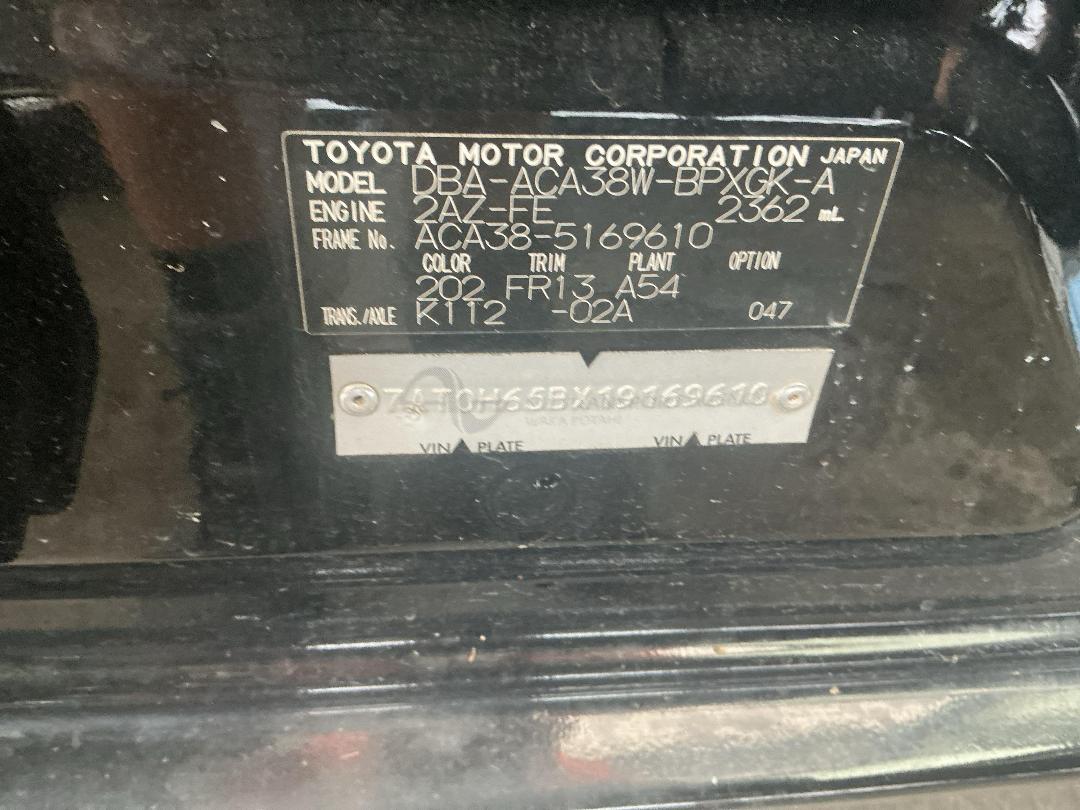 TOYOTA MOTOR CORPORATION JAPAN
MODEL DBA-ACA38W-BPXGK-A
ENGINE 2AZ-FE 2362 mL
FRAME No. ACA38-5169610
COLOR TRIM PLANT OPTION
202 FR13 A54
TRANS./AXLE K112 -02A 047
7AT0H65BX19169610
VIN PLATE VIN PLATE